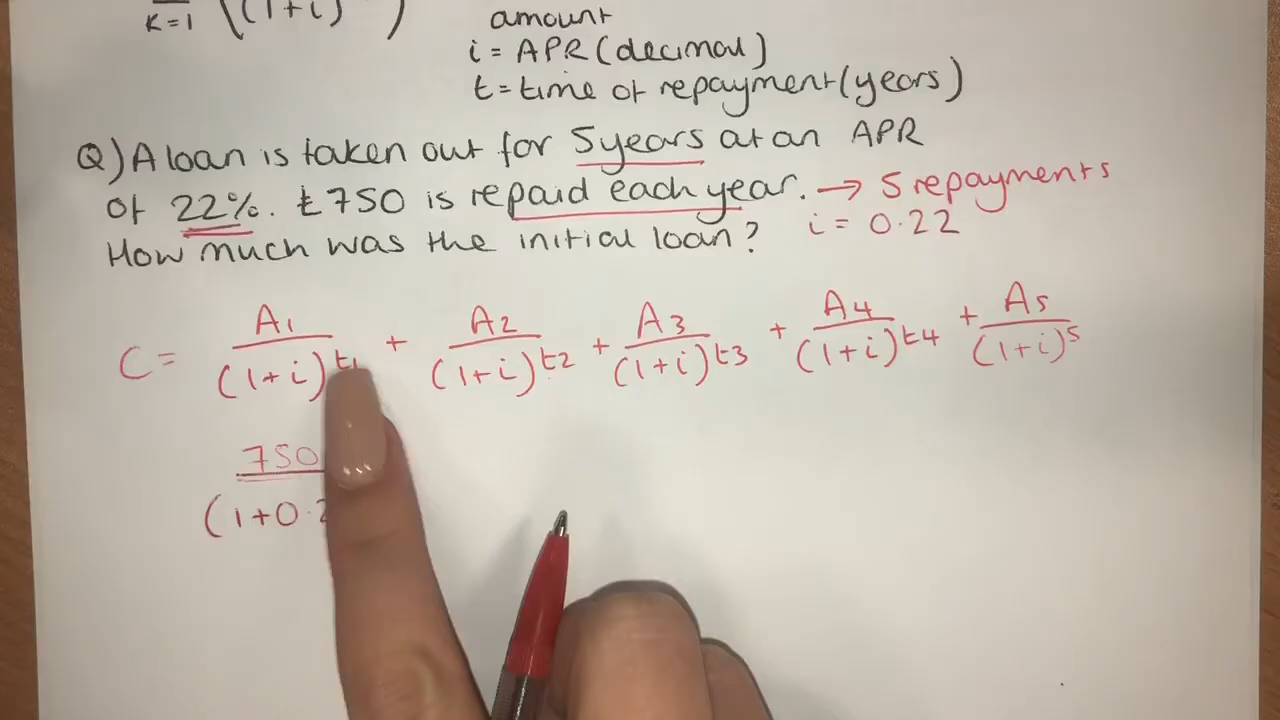 K=1 ((1+i) )
amount
i = APR (decimal)
t = time of repayment (years)
Q) A loan is taken out for 5 years at an APR
of 22%. £750 is repaid each year. → 5 repayments
How much was the initial loan? i = 0.22
C = A1/(1+i)^t1 + A2/(1+i)^t2 + A3/(1+i)^t3 + A4/(1+i)^t4 + A5/(1+i)^5
750
(1+0.2